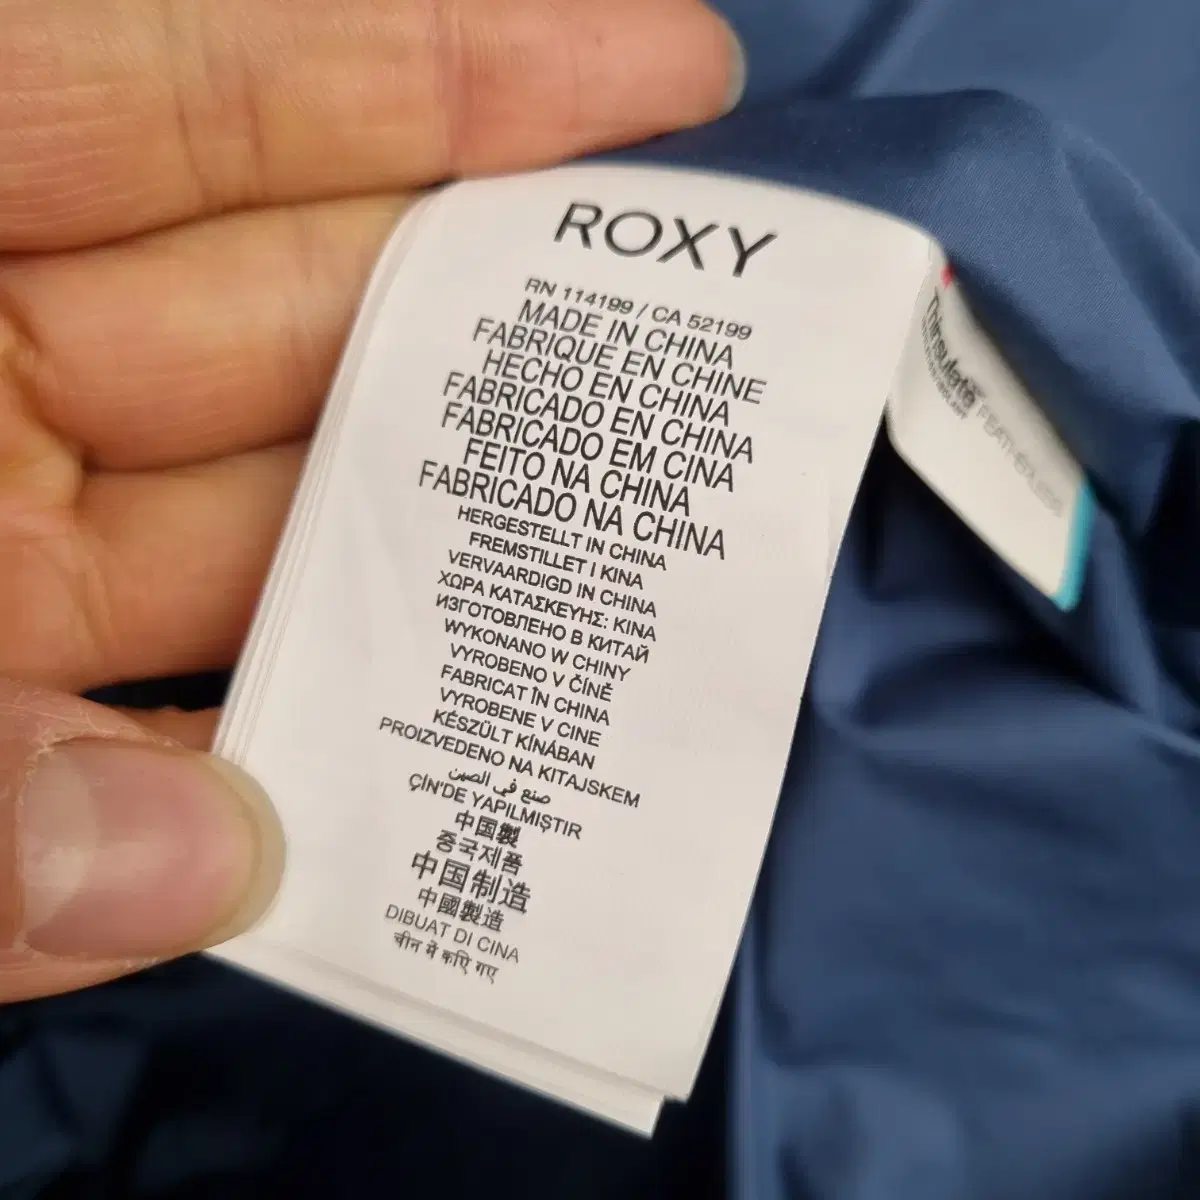 ROXY
RN 114199 / CA 52199
MADE IN CHINA
FABRIQUE EN CHINE
HECHO EN CHINA
FABRICADO EN CHINA
FABRICADO EM CINA
FEITO NA CHINA
FABRICADO NA CHINA
HERGESTELLT IN CHINA
FREMSTILLET I KINA
VERVAARDIGD IN CHINA
ΧΩΡΑ ΚΑΤΑΣΚΕΥΗΣ: ΚΙΝΑ
ИЗГОТОВЛЕНО В КИТАЙ
WYKONANO W CHINY
VYROBENO V ČÍNĚ
FABRICAT ÎN CHINA
VYROBENE V CINE
KÉSZÜLT KÍNÁBAN
PROIZVEDENO NA KITAJSKEM
صنع في الصين
ÇİN'DE YAPILMIŞTIR
中国製
중국제품
中国制造
中國製造
DIBUAT DI CINA
चीन में कएि गए
Thinsulate